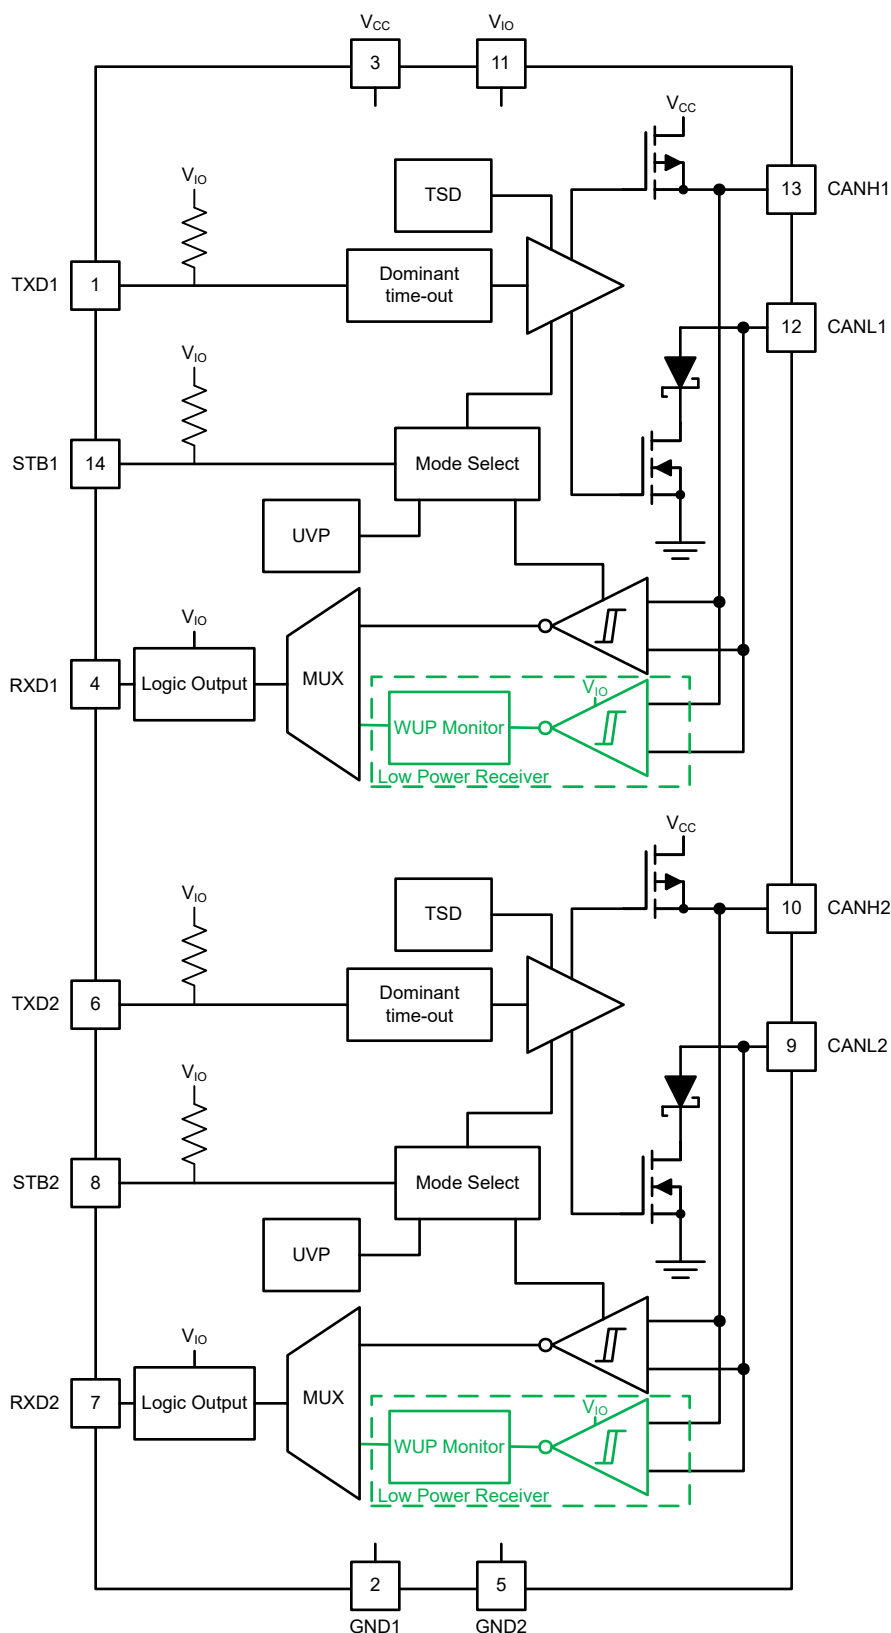 VCC
VIO
3
11
VCC
VIO
TSD
13
CANH1
TXD1
1
Dominant
time-out
12
CANL1
VIO
STB1
14
Mode Select
UVP
VIO
RXD1
4
Logic Output
MUX
VIO
WUP Monitor
Low Power Receiver
VCC
VIO
TSD
10
CANH2
TXD2
6
Dominant
time-out
9
CANL2
VIO
STB2
8
Mode Select
UVP
VIO
RXD2
7
Logic Output
MUX
VIO
WUP Monitor
Low Power Receiver
2
5
GND1
GND2